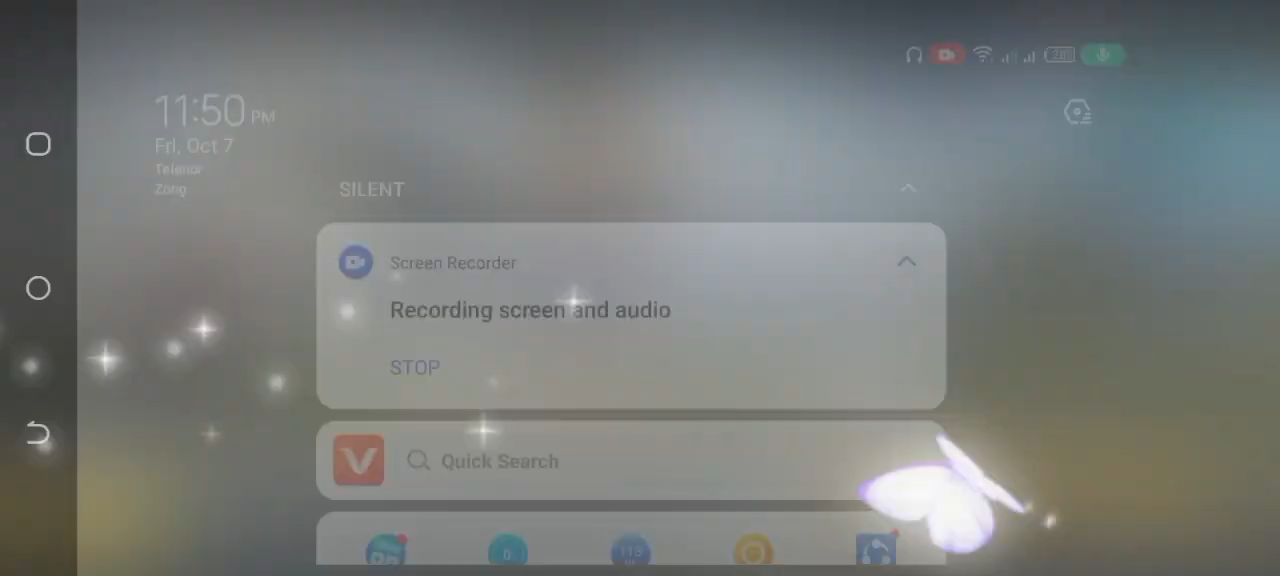 11:50 PM
Fri, Oct 7
Telenor
Zong
SILENT
Screen Recorder
Recording screen and audio
STOP
Quick Search